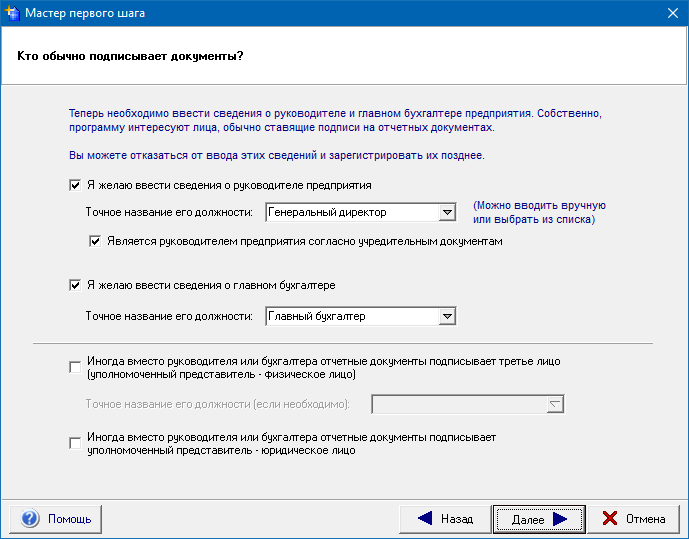 Мастер первого шага
Кто обычно подписывает документы?
Теперь необходимо ввести сведения о руководителе и главном бухгалтере предприятия. Собственно,
программу интересуют лица, обычно ставящие подписи на отчетных документах.
Вы можете отказаться от ввода этих сведений и зарегистрировать их позднее.
Я желаю ввести сведения о руководителе предприятия
Точное название его должности: Генеральный директор (Можно вводить вручную
или выбрать из списка)
Является руководителем предприятия согласно учредительным документам
Я желаю ввести сведения о главном бухгалтере
Точное название его должности: Главный бухгалтер
Иногда вместо руководителя или бухгалтера отчетные документы подписывает третье лицо
(уполномоченный представитель - физическое лицо)
Точное название его должности (если необходимо):
Иногда вместо руководителя или бухгалтера отчетные документы подписывает
уполномоченный представитель - юридическое лицо
Помощь Назад Далее Отмена